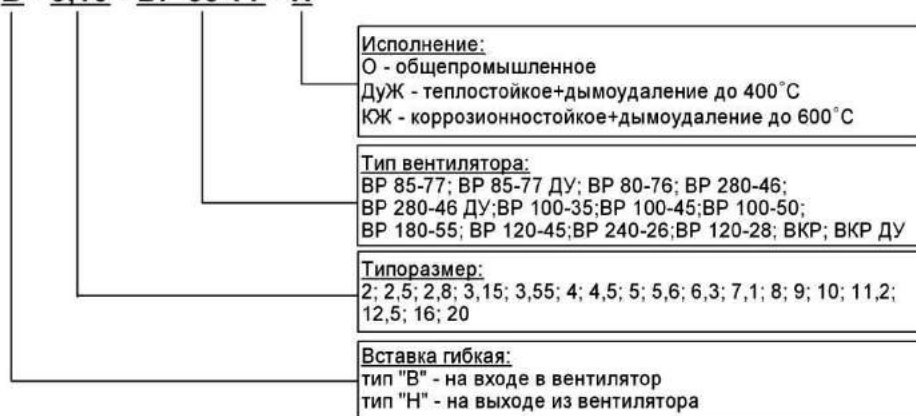 Исполнение:
О - общепромышленное
ДуЖ - теплостойкое+дымоудаление до 400°С
КЖ - коррозионностойкое+дымоудаление до 600°С
Тип вентилятора:
ВР 85-77; ВР 85-77 ДУ; ВР 80-76; ВР 280-46;
ВР 280-46 ДУ;ВР 100-35;ВР 100-45;ВР 100-50;
ВР 180-55; ВР 120-45;ВР 240-26;ВР 120-28; ВКР; ВКР ДУ
Типоразмер:
2; 2,5; 2,8; 3,15; 3,55; 4; 4,5; 5; 5,6; 6,3; 7,1; 8; 9; 10; 11,2;
12,5; 16; 20
Вставка гибкая:
тип "В" - на входе в вентилятор
тип "Н" - на выходе из вентилятора